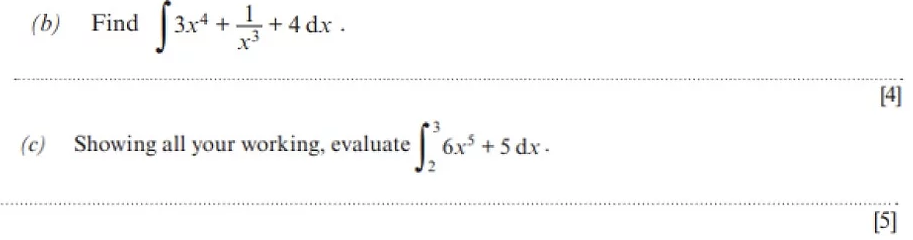 (b) Find ∫ 3x⁴ + 1/x³ + 4 dx .
[4]
(c) Showing all your working, evaluate ∫₂³ 6x⁵ + 5 dx .
[5]